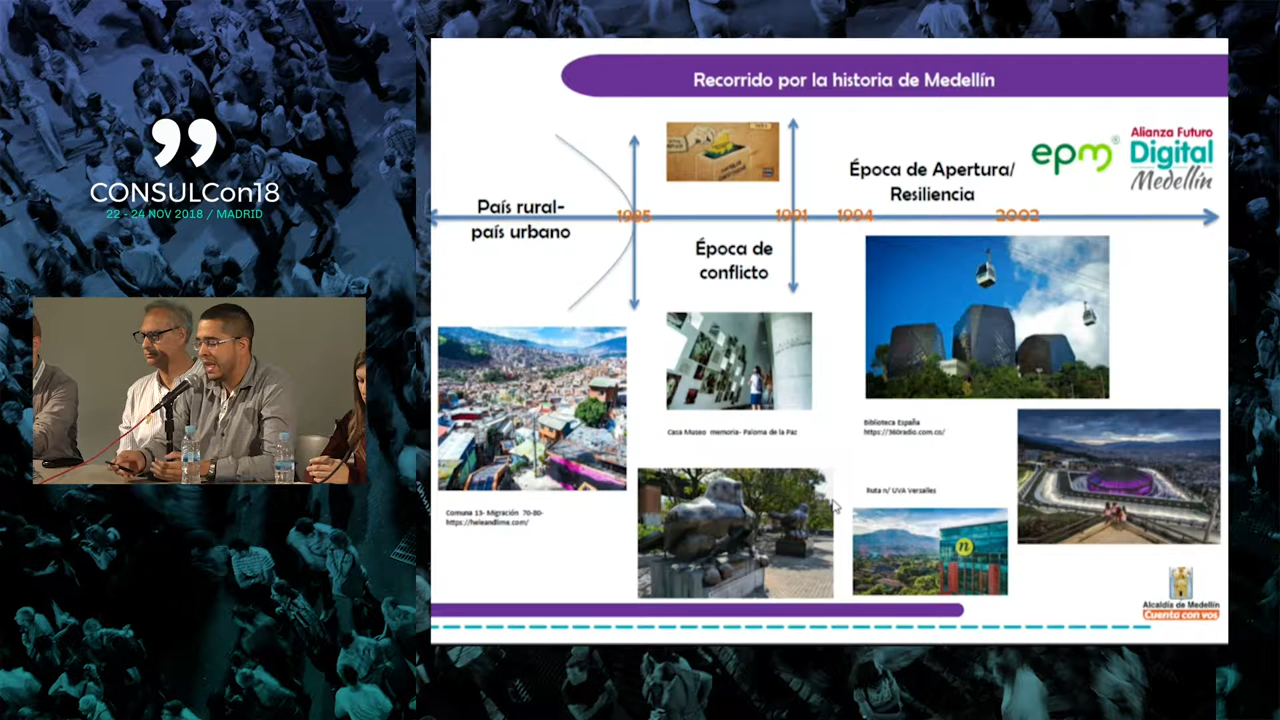 CONSULCon18
22 - 24 NOV 2018 / MADRID
Recorrido por la historia de Medellín
epm®
Alianza Futuro
Digital
Medellín
Época de Apertura/
Resiliencia
País rural-
país urbano
1985
1991
1994
2002
Época de
conflicto
Casa Museo memoria- Paloma de la Paz
Biblioteca España
https://360radio.com.co/
Ruta n/ UVA Versalles
n
Comuna 13- Migración 70-80-
https://heleandlime.com/
Alcaldía de Medellín
Cuenta con vos